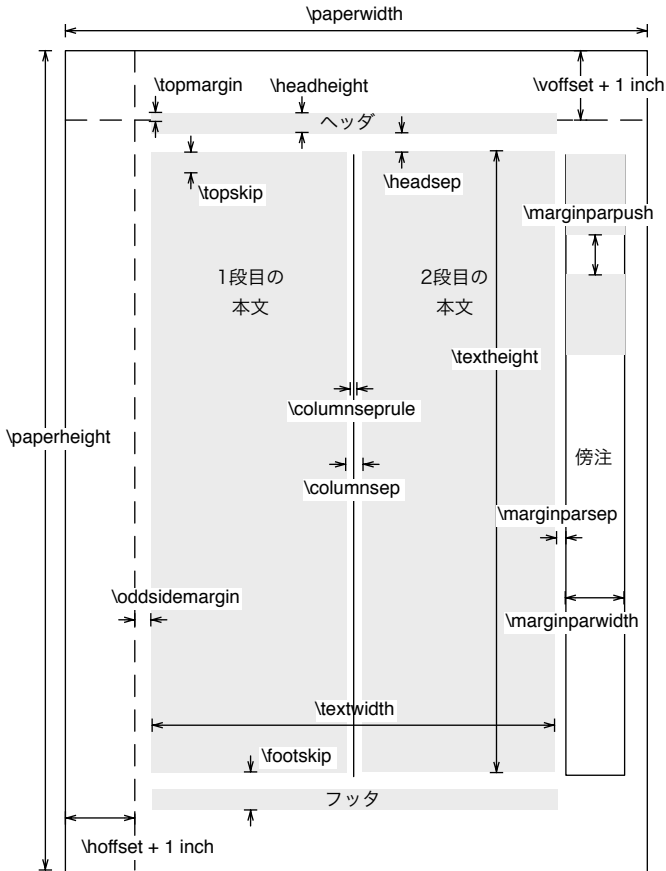 \paperwidth
\topmargin
\headheight
\voffset + 1 inch
ヘッダ
\topskip
\headsep
\marginparpush
1段目の
本文
2段目の
本文
\textheight
\columnseprule
\paperheight
\columnsep
傍注
\marginparsep
\oddsidemargin
\marginparwidth
\textwidth
\footskip
フッタ
\hoffset + 1 inch